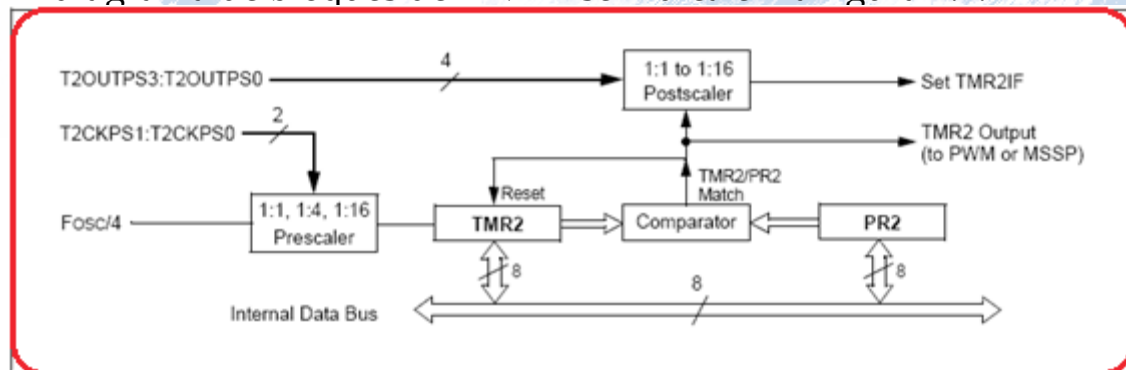 4
1:1 to 1:16
Postscaler
T2OUTPS3:T2OUTPS0
Set TMR2IF
2
T2CKPS1:T2CKPS0
TMR2 Output
(to PWM or MSSP)
TMR2/PR2
Match
Reset
Fosc/4
1:1, 1:4, 1:16
Prescaler
TMR2
Comparator
PR2
8
8
8
Internal Data Bus